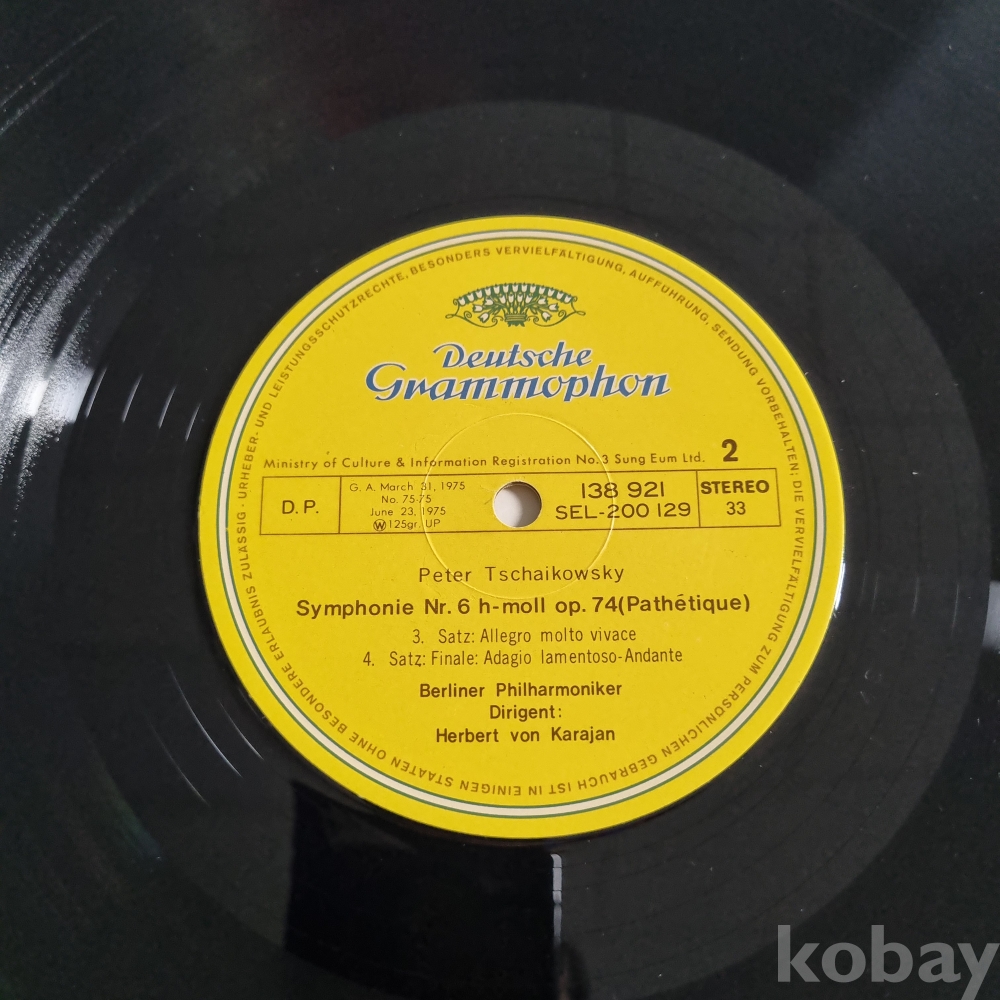 URHEBER- UND LEISTUNGSSCHUTZRECHTE, BESONDERS VERVIELFÄLTIGUNG, AUFFÜHRUNG, SENDUNG VORBEHALTEN; DIE VERVIELFÄLTIGUNG ZUM PERSÖNLICHEN GEBRAUCH IST IN EINIGEN STAATEN OHNE BESONDERE ERLAUBNIS ZULÄSSIG ·
Deutsche
Grammophon
Ministry of Culture & Information Registration No. 3 Sung Eum Ltd. 2
D.P.
G. A. March 31, 1975
No. 75-75
June 23, 1975
W 125gr. UP
138 921
SEL-200 129
STEREO
33
Peter Tschaikowsky
Symphonie Nr. 6 h-moll op. 74(Pathétique)
3. Satz: Allegro molto vivace
4. Satz: Finale: Adagio lamentoso-Andante
Berliner Philharmoniker
Dirigent:
Herbert von Karajan
kobay